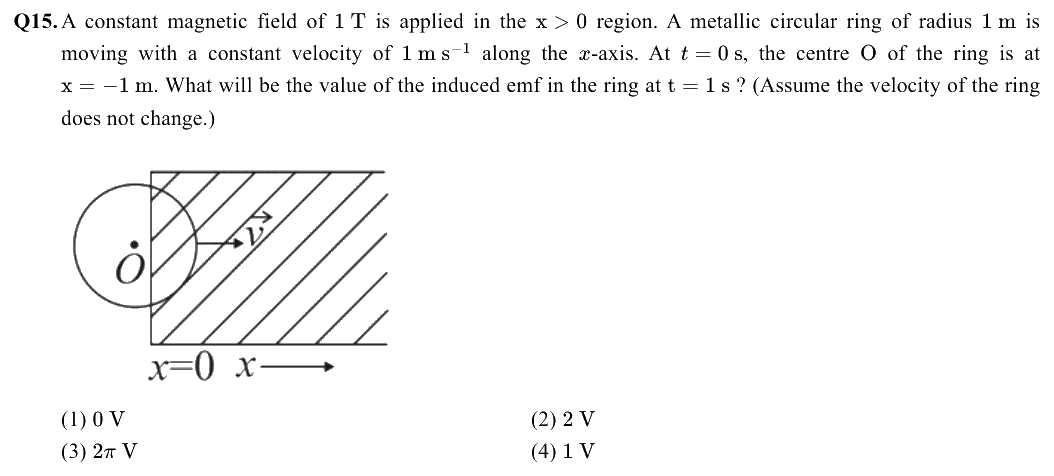 Q15. A constant magnetic field of 1 T is applied in the x > 0 region. A metallic circular ring of radius 1 m is
moving with a constant velocity of 1 m s⁻¹ along the x-axis. At t = 0 s, the centre O of the ring is at
x = −1 m. What will be the value of the induced emf in the ring at t = 1 s ? (Assume the velocity of the ring
does not change.)
v
O
x=0 x
(1) 0 V (2) 2 V
(3) 2π V (4) 1 V